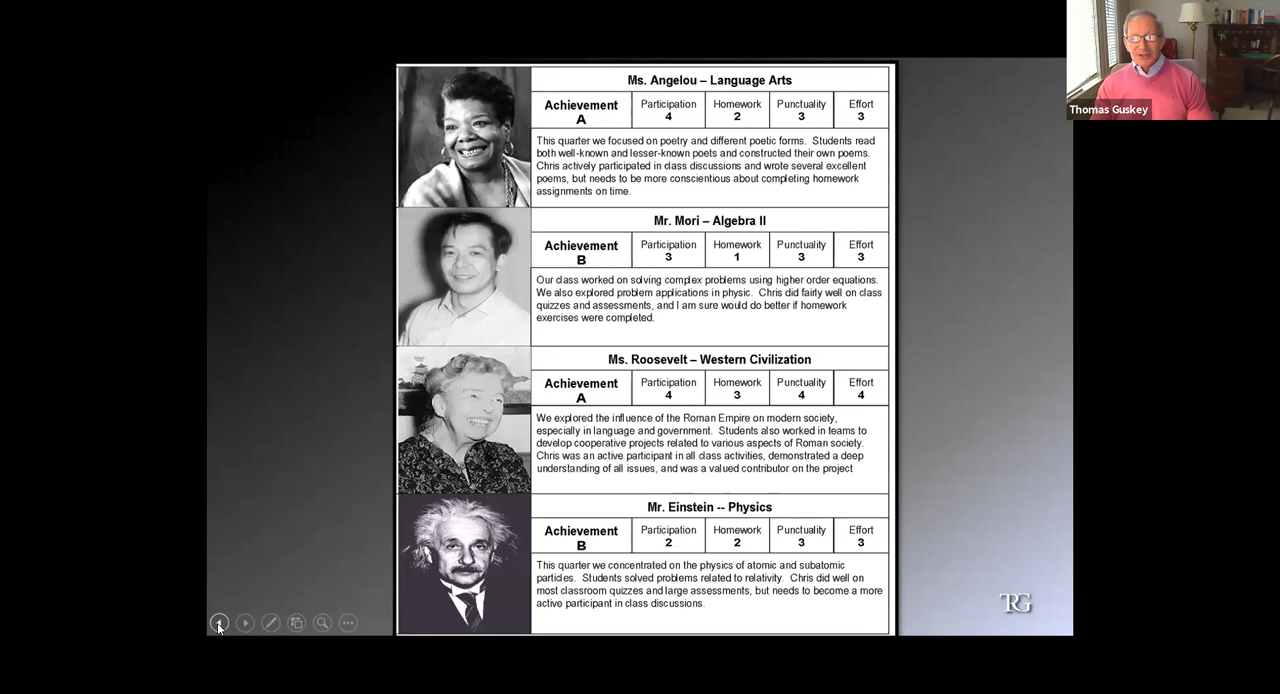 Thomas Guskey
Ms. Angelou – Language Arts
Achievement
A
Participation
4
Homework
2
Punctuality
3
Effort
3
This quarter we focused on poetry and different poetic forms. Students read
both well-known and lesser-known poets and constructed their own poems.
Chris actively participated in class discussions and wrote several excellent
poems, but needs to be more conscientious about completing homework
assignments on time.
Mr. Mori – Algebra II
Achievement
B
Participation
3
Homework
1
Punctuality
3
Effort
3
Our class worked on solving complex problems using higher order equations.
We also explored problem applications in physic. Chris did fairly well on class
quizzes and assessments, and I am sure would do better if homework
exercises were completed.
Ms. Roosevelt – Western Civilization
Achievement
A
Participation
4
Homework
3
Punctuality
4
Effort
4
We explored the influence of the Roman Empire on modern society,
especially in language and government. Students also worked in teams to
develop cooperative projects related to various aspects of Roman society.
Chris was an active participant in all class activities, demonstrated a deep
understanding of all issues, and was a valued contributor on the project
Mr. Einstein -- Physics
Achievement
B
Participation
2
Homework
2
Punctuality
3
Effort
3
This quarter we concentrated on the physics of atomic and subatomic
particles. Students solved problems related to relativity. Chris did well on
most classroom quizzes and large assessments, but needs to become a more
active participant in class discussions.
TRG